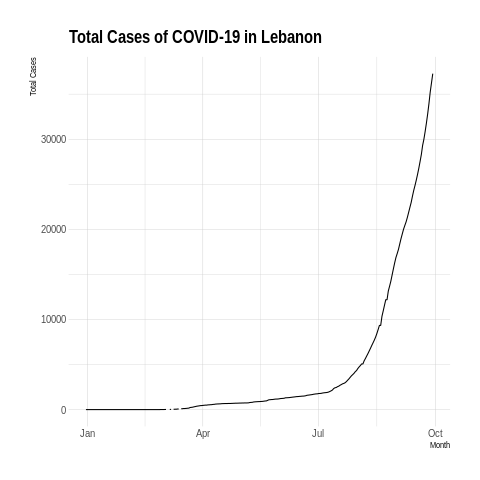 Total Cases of COVID-19 in Lebanon
Total Cases
30000
20000
10000
0
Jan Apr Jul Oct
Month